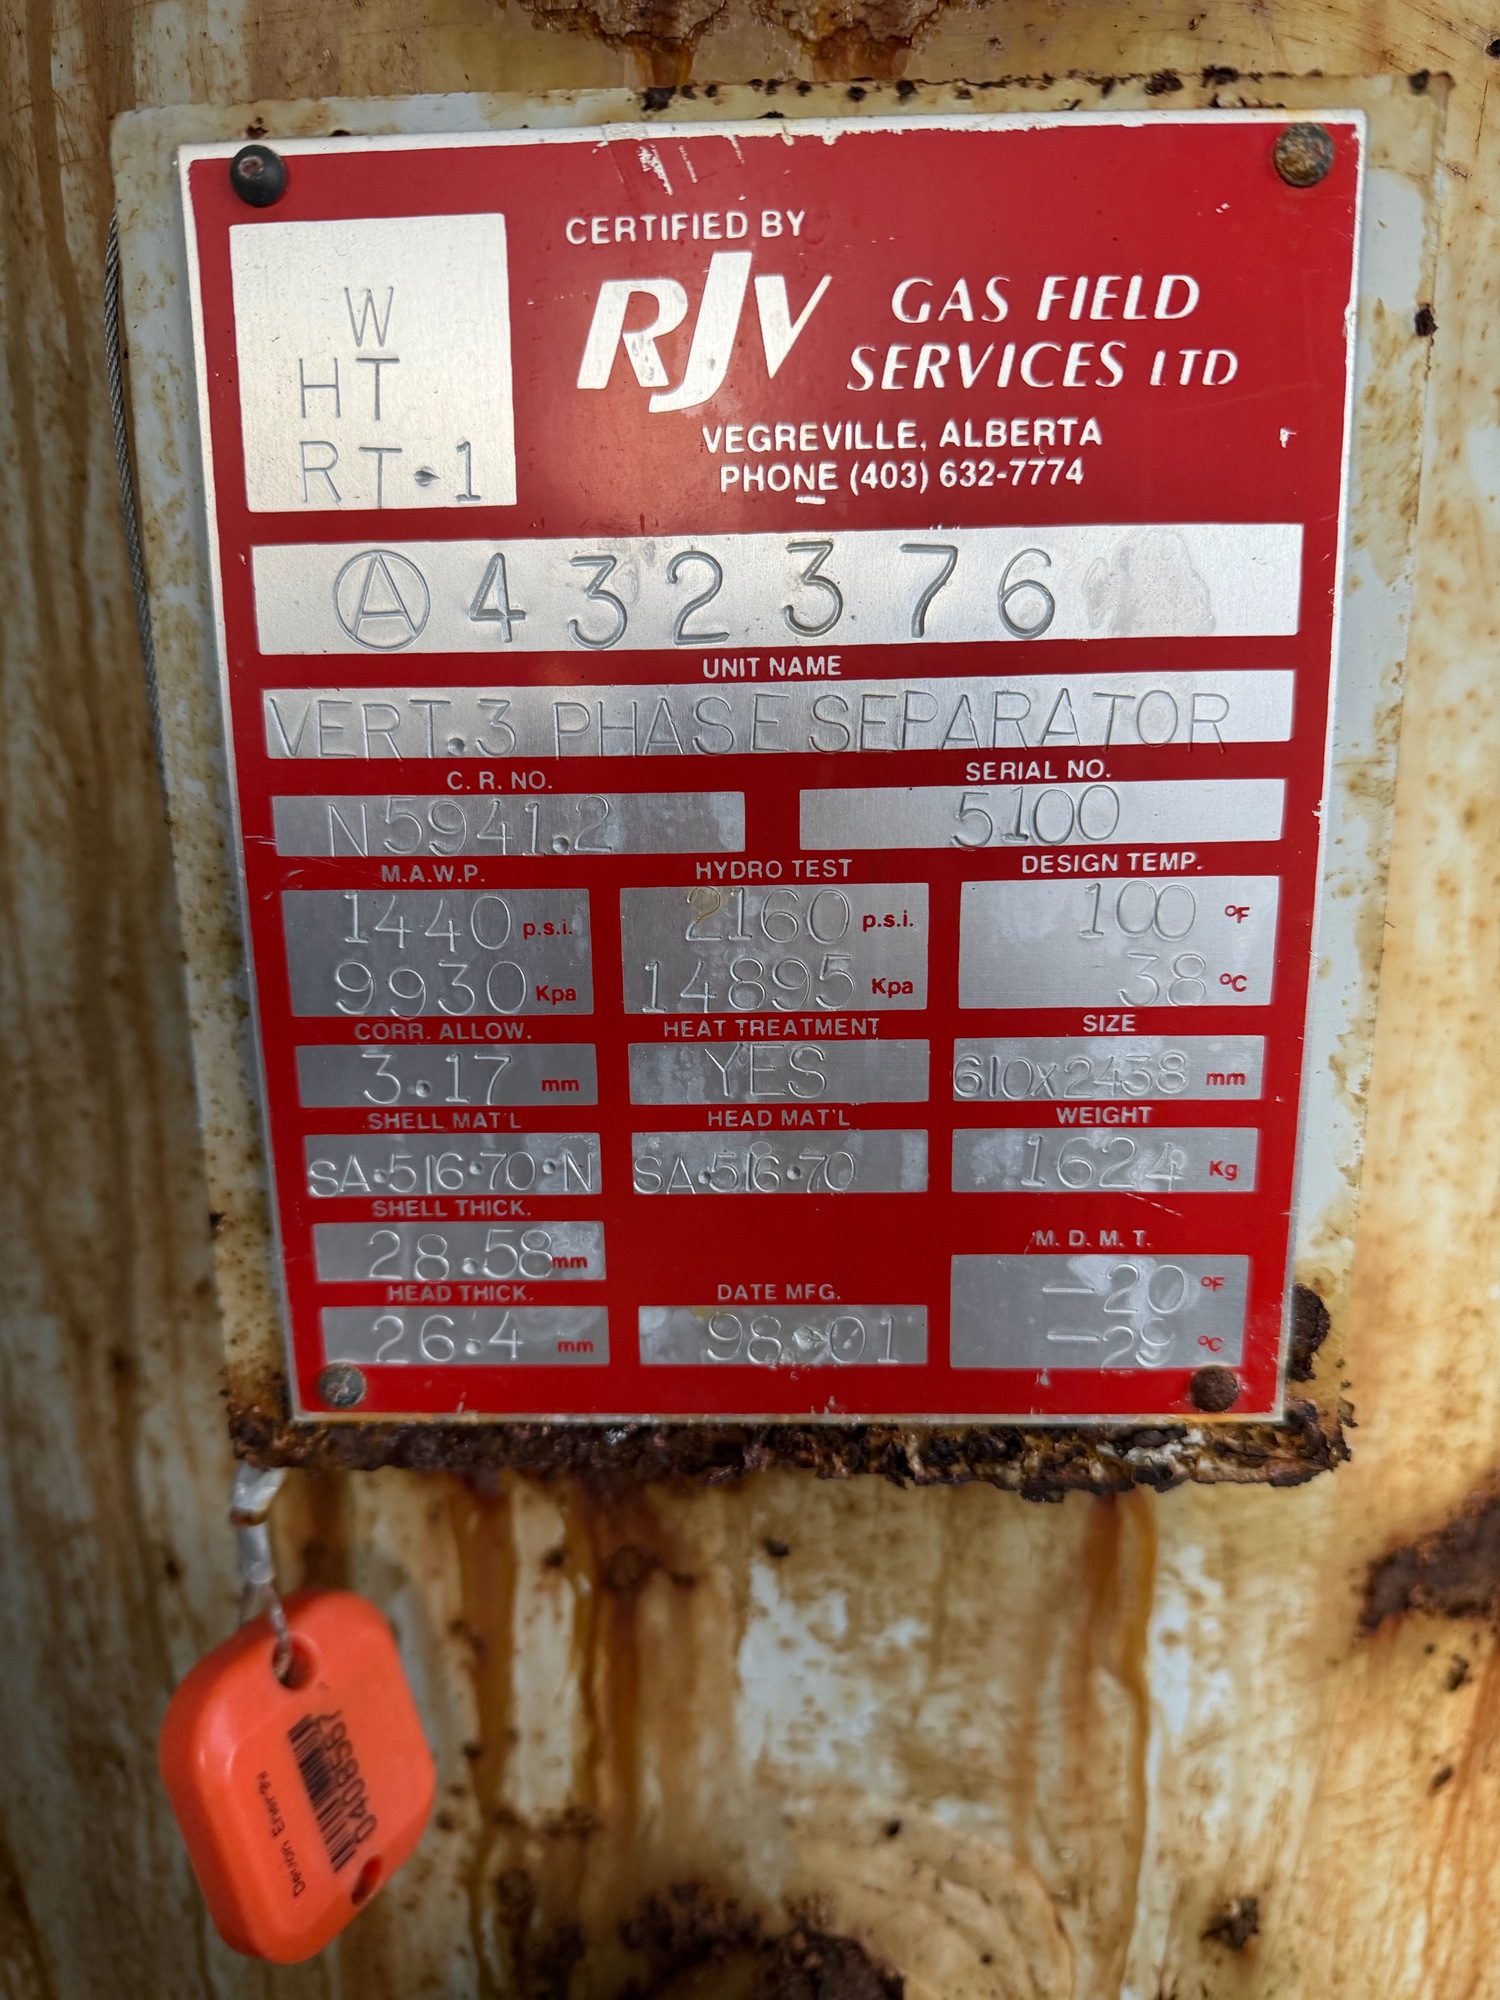 W
HT
RT·1
CERTIFIED BY
RJV GAS FIELD
SERVICES LTD
VEGREVILLE, ALBERTA
PHONE (403) 632-7774
Ⓐ 432376
UNIT NAME
VERT.3 PHASE SEPARATOR
C. R. NO.
N5941.2
SERIAL NO.
5100
M.A.W.P.
1440 p.s.i.
9930 Kpa
HYDRO TEST
2160 p.s.i.
14895 Kpa
DESIGN TEMP.
100 °F
38 °C
CORR. ALLOW.
3.17 mm
HEAT TREATMENT
YES
SIZE
610x2438 mm
SHELL MAT'L
SA·516·70·N
HEAD MAT'L
SA·516·70
WEIGHT
1624 Kg
SHELL THICK.
28.58 mm
HEAD THICK.
26.4 mm
DATE MFG.
98·01
M. D. M. T.
-20 °F
-29 °C
0408557
Devon Energy